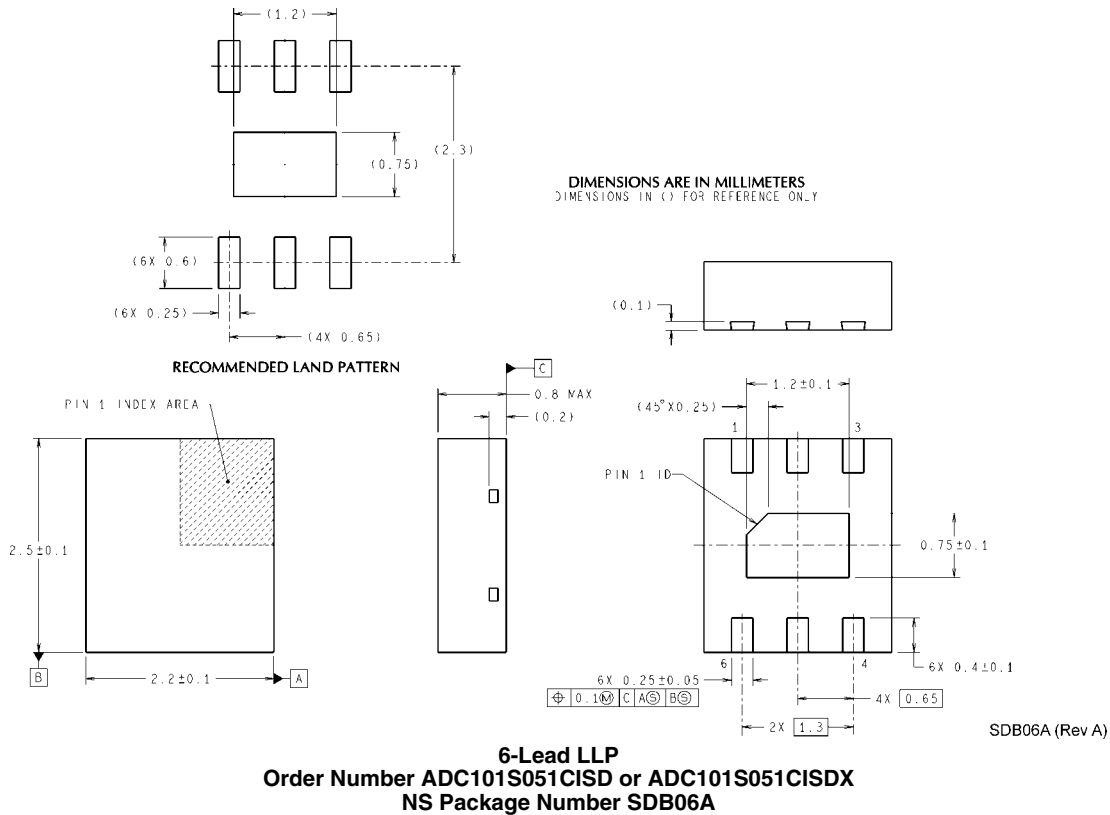 (1.2)
(2.3)
(0.75)
DIMENSIONS ARE IN MILLIMETERS
DIMENSIONS IN () FOR REFERENCE ONLY
(6X 0.6)
(6X 0.25)
(4X 0.65)
(0.1)
RECOMMENDED LAND PATTERN
C
0.8 MAX
(0.2)
PIN 1 INDEX AREA
2.5±0.1
B
2.2±0.1
A
1.2±0.1
(45°X0.25)
1
3
PIN 1 ID
0.75±0.1
6
4
6X 0.4±0.1
6X 0.25±0.05
⌖ 0.1Ⓜ C AⓈ BⓈ
4X 0.65
2X 1.3
SDB06A (Rev A)
6-Lead LLP
Order Number ADC101S051CISD or ADC101S051CISDX
NS Package Number SDB06A